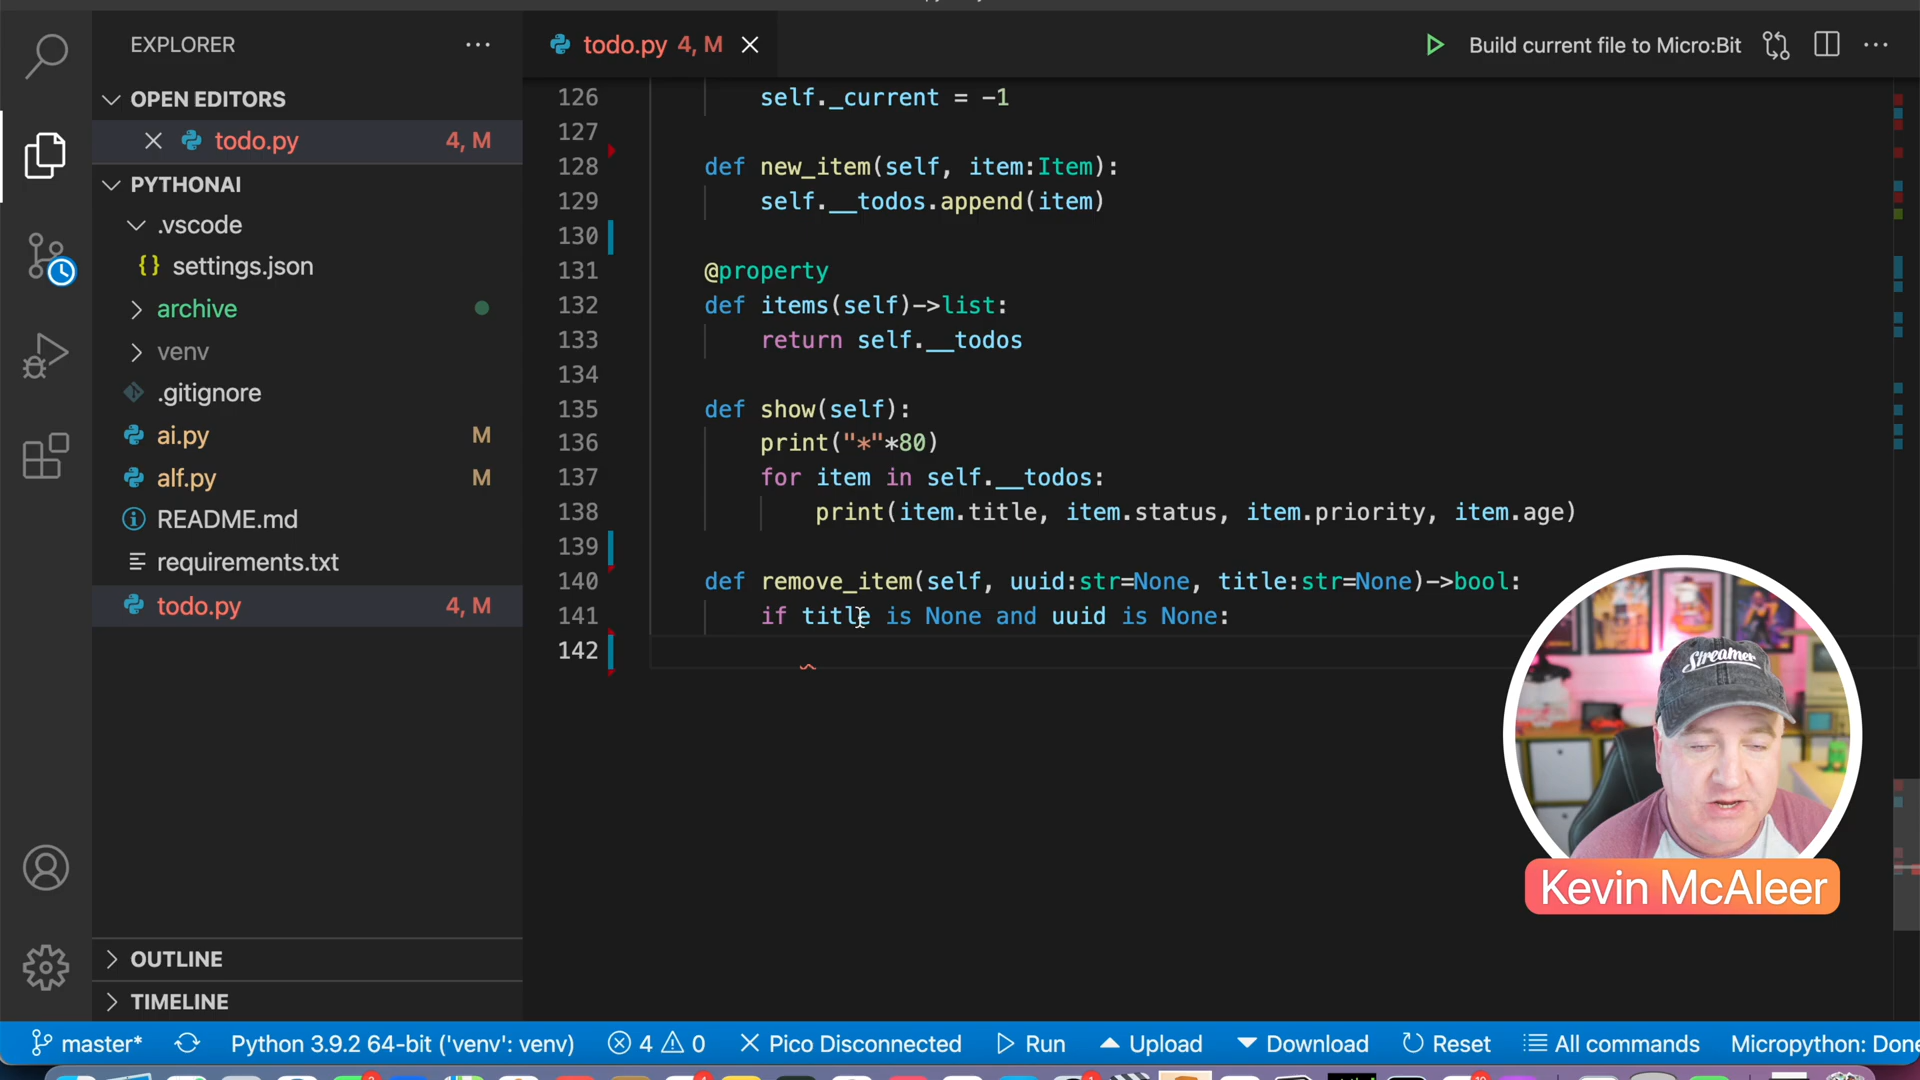 EXPLORER
OPEN EDITORS
todo.py 4, M
PYTHONAI
.vscode
{} settings.json
archive
venv
.gitignore
ai.py M
alf.py M
README.md
requirements.txt
todo.py 4, M
OUTLINE
TIMELINE
todo.py 4, M
Build current file to Micro:Bit
126 self._current = -1
127
128 def new_item(self, item:Item):
129 self.__todos.append(item)
130
131 @property
132 def items(self)->list:
133 return self.__todos
134
135 def show(self):
136 print("*"*80)
137 for item in self.__todos:
138 print(item.title, item.status, item.priority, item.age)
139
140 def remove_item(self, uuid:str=None, title:str=None)->bool:
141 if title is None and uuid is None:
142
Streamer
Kevin McAleer
master* Python 3.9.2 64-bit ('venv': venv) 4 0 Pico Disconnected Run Upload Download Reset All commands Micropython: Done